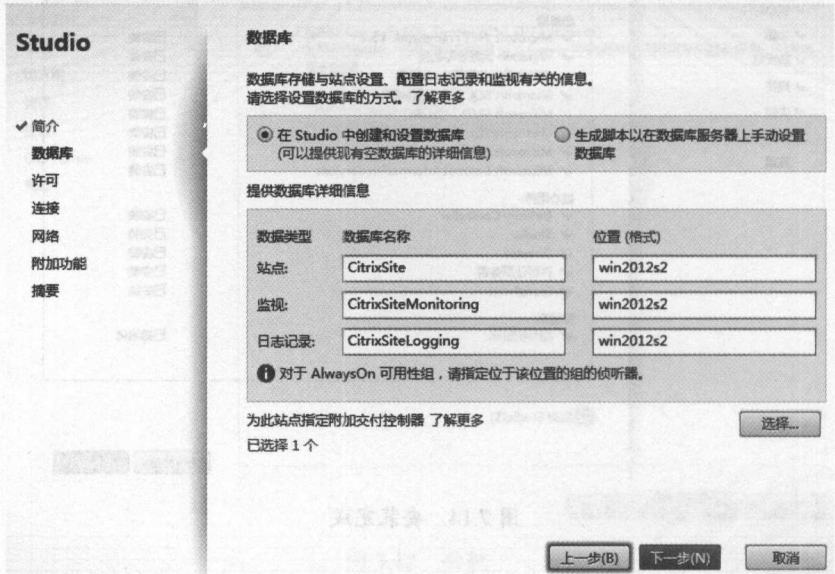 Studio
✔简介
数据库
许可
连接
网络
附加功能
摘要
数据库
数据库存储与站点设置、配置日志记录和监视有关的信息。
请选择设置数据库的方式。了解更多
在 Studio 中创建和设置数据库
(可以提供现有空数据库的详细信息)
生成脚本以在数据库服务器上手动设置
数据库
提供数据库详细信息
数据类型 数据库名称 位置 (格式)
站点: CitrixSite win2012s2
监视: CitrixSiteMonitoring win2012s2
日志记录: CitrixSiteLogging win2012s2
对于 AlwaysOn 可用性组，请指定位于该位置的组的侦听器。
为此站点指定附加交付控制器 了解更多
选择...
已选择 1 个
上一步(B) 下一步(N) 取消